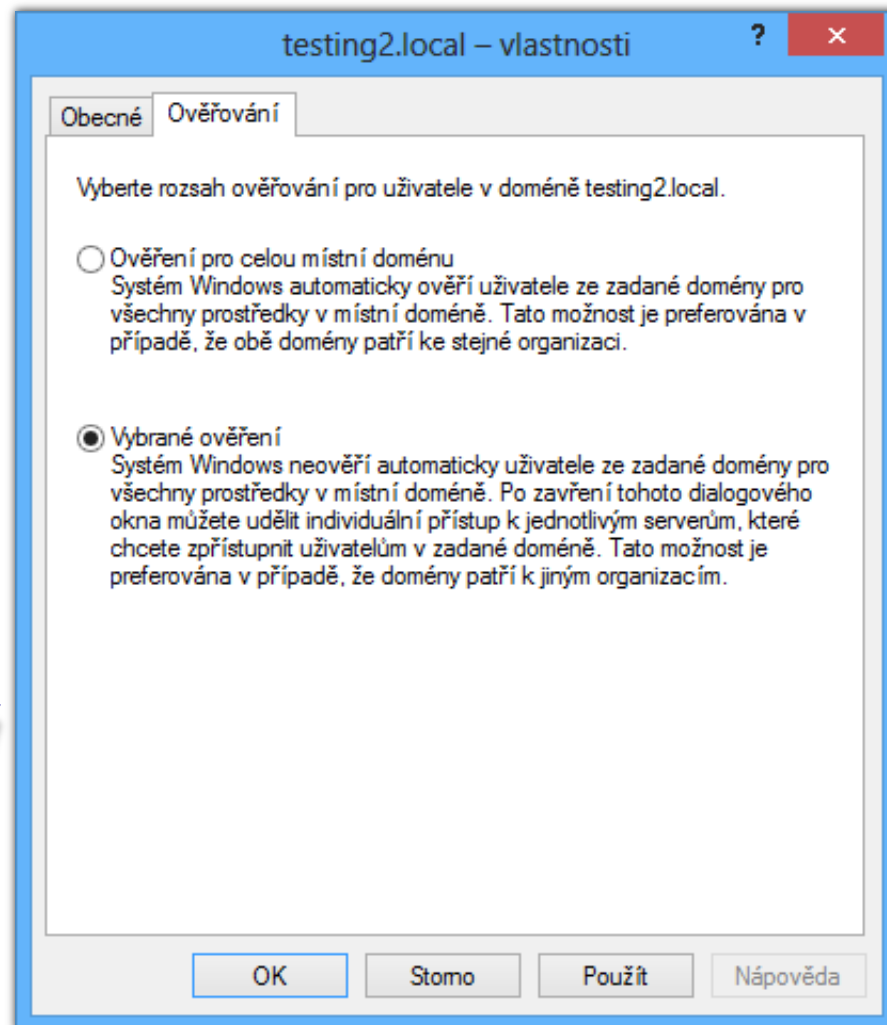 testing2.local – vlastnosti ? ×
Obecné Ověřování
Vyberte rozsah ověřování pro uživatele v doméně testing2.local.
Ověření pro celou místní doménu
Systém Windows automaticky ověří uživatele ze zadané domény pro
všechny prostředky v místní doméně. Tato možnost je preferována v
případě, že obě domény patří ke stejné organizaci.
Vybrané ověření
Systém Windows neověří automaticky uživatele ze zadané domény pro
všechny prostředky v místní doméně. Po zavření tohoto dialogového
okna můžete udělit individuální přístup k jednotlivým serverům, které
chcete zpřístupnit uživatelům v zadané doméně. Tato možnost je
preferována v případě, že domény patří k jiným organizacím.
OK Storno Použít Nápověda